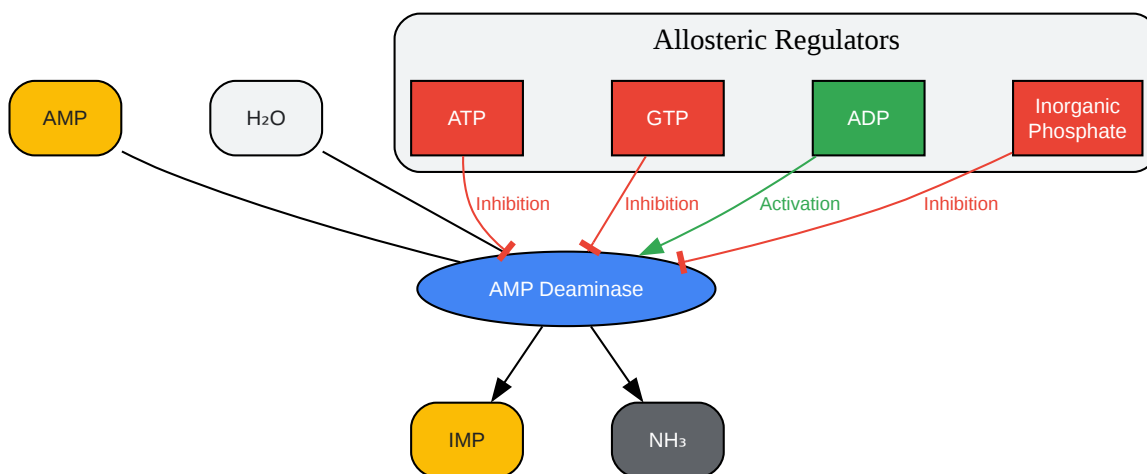 Allosteric Regulators
AMP
H₂O
ATP
GTP
ADP
Inorganic
Phosphate
Inhibition
Inhibition
Activation
Inhibition
AMP Deaminase
IMP
NH₃